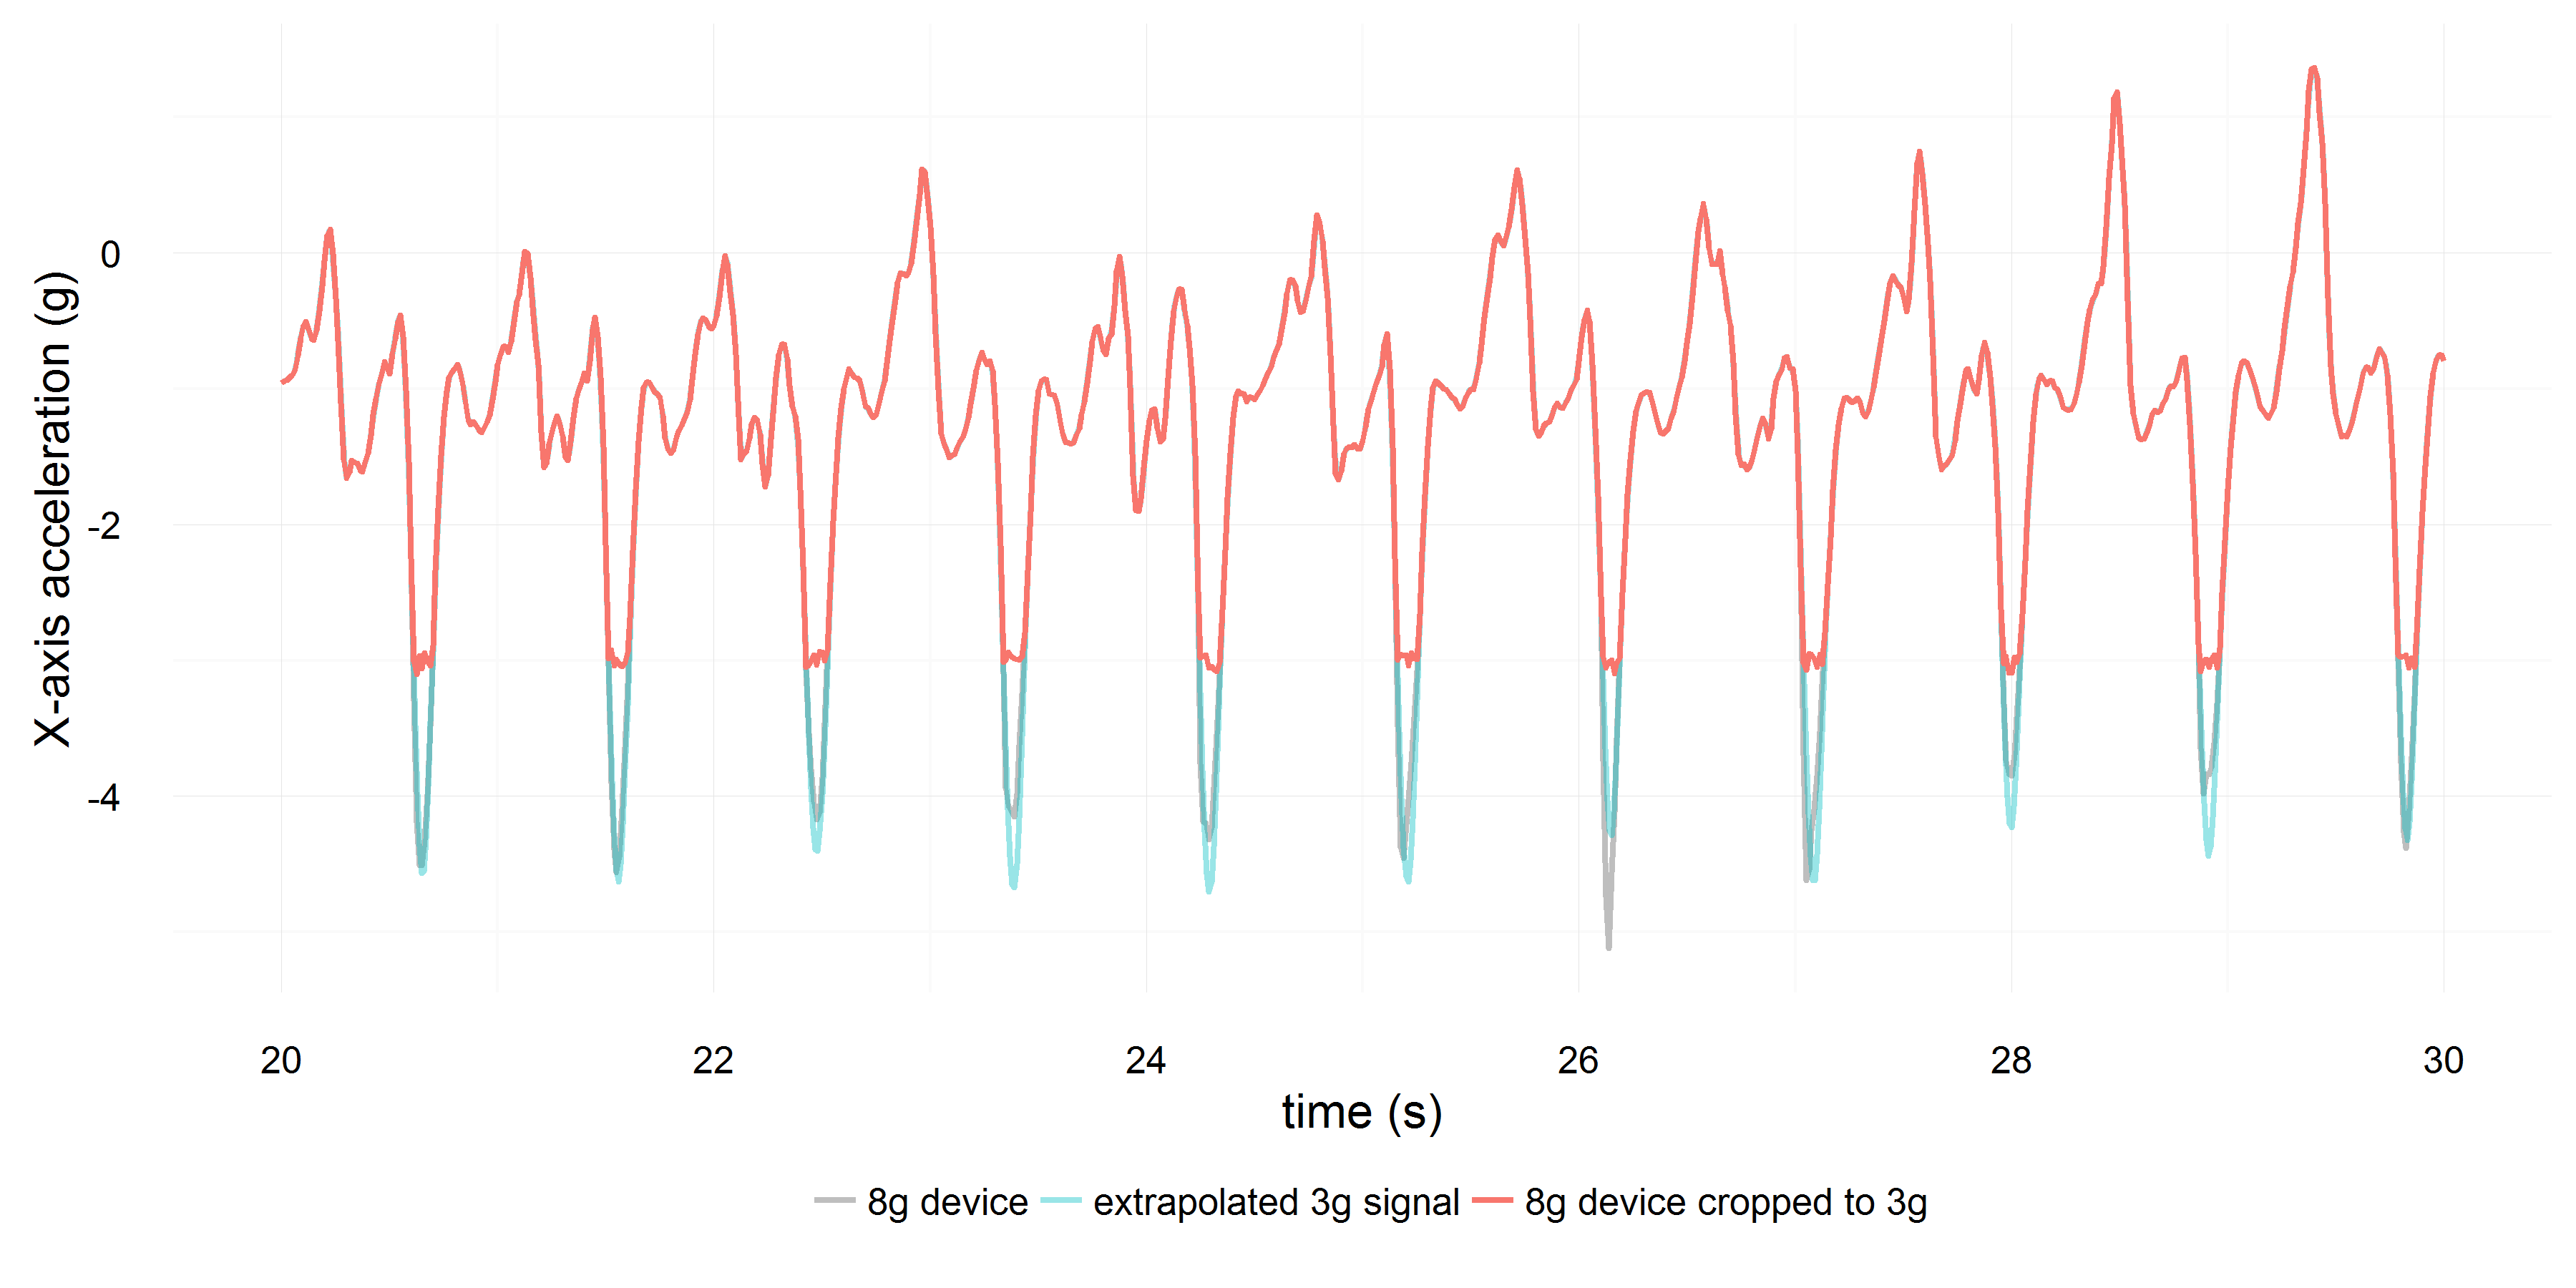 X-axis acceleration (g)
0
-2
-4
20 22 24 26 28 30
time (s)
8g device extrapolated 3g signal 8g device cropped to 3g